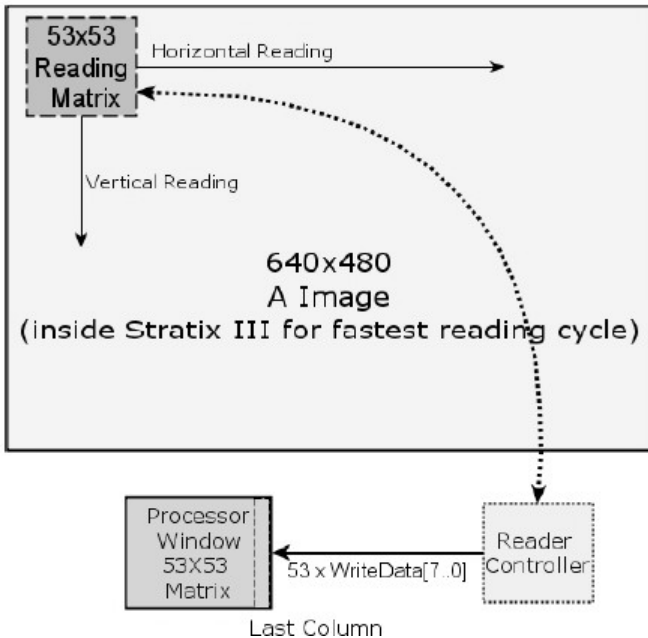 53x53
Reading
Matrix
Horizontal Reading
Vertical Reading
640x480
A Image
(inside Stratix III for fastest reading cycle)
Processor
Window
53X53
Matrix
53 x WriteData[7..0]
Reader
Controller
Last Column